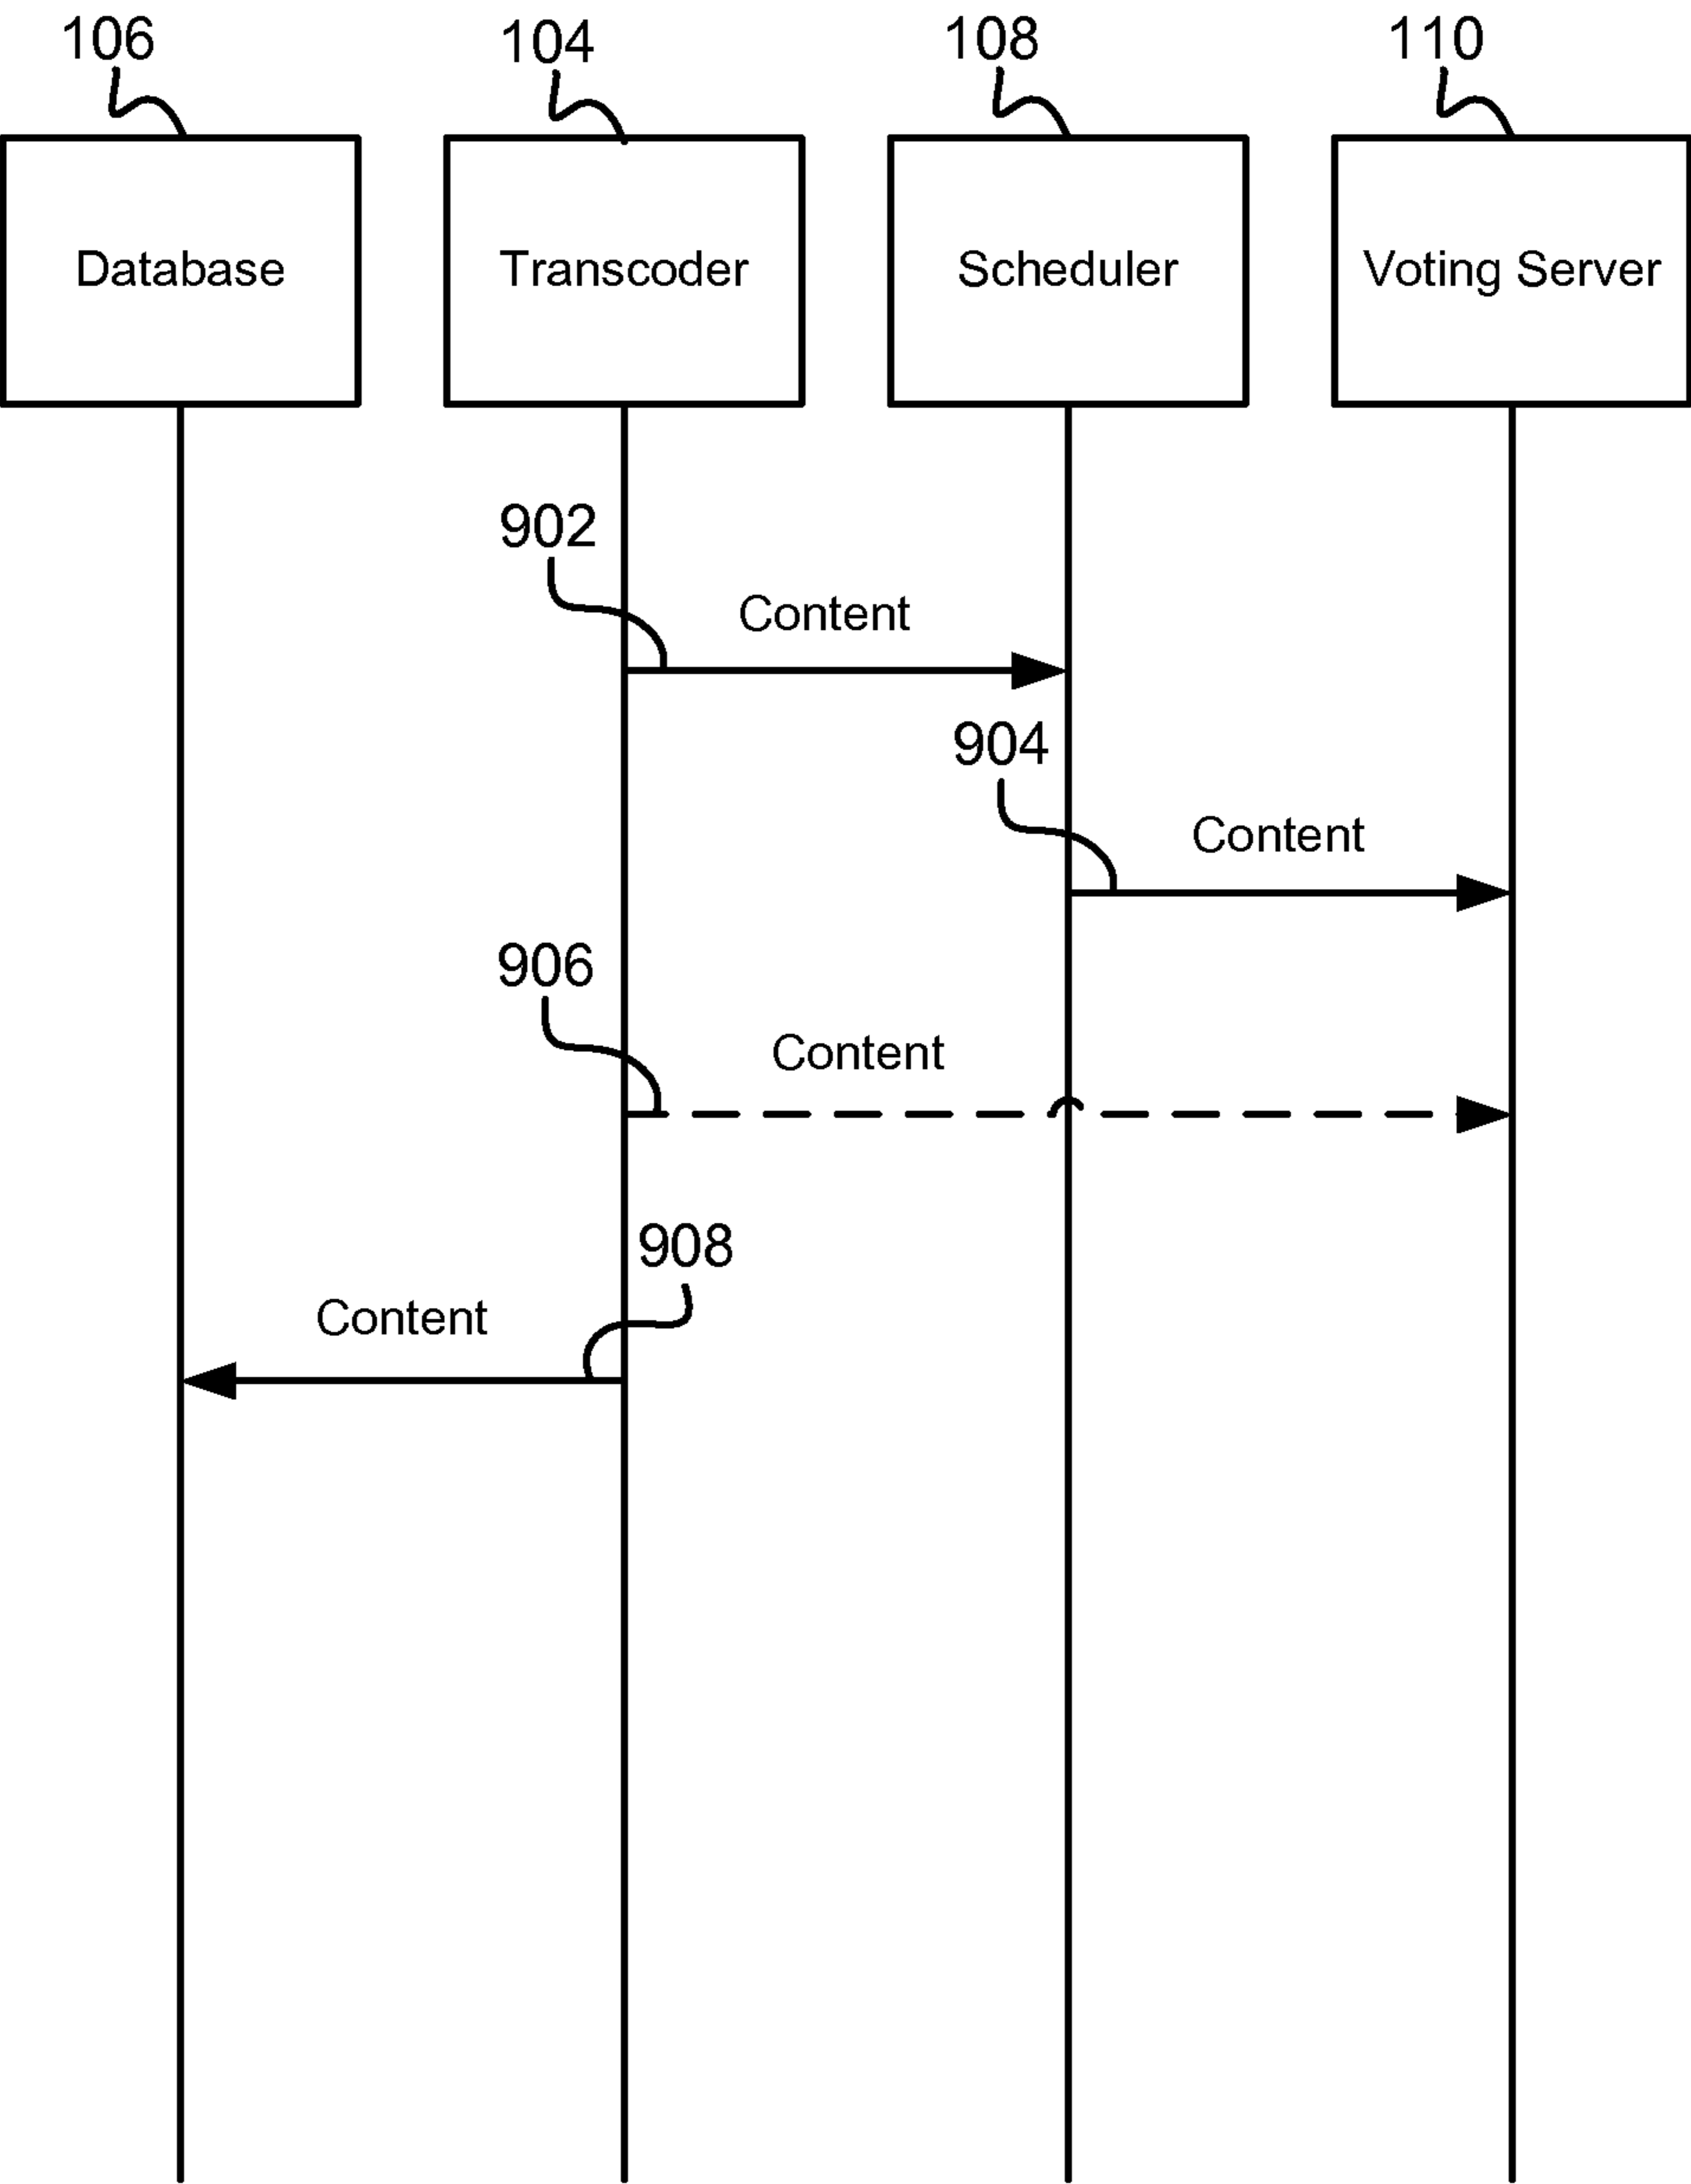 106 104 108 110
Database Transcoder Scheduler Voting Server
902
Content
904
Content
906
Content
908
Content